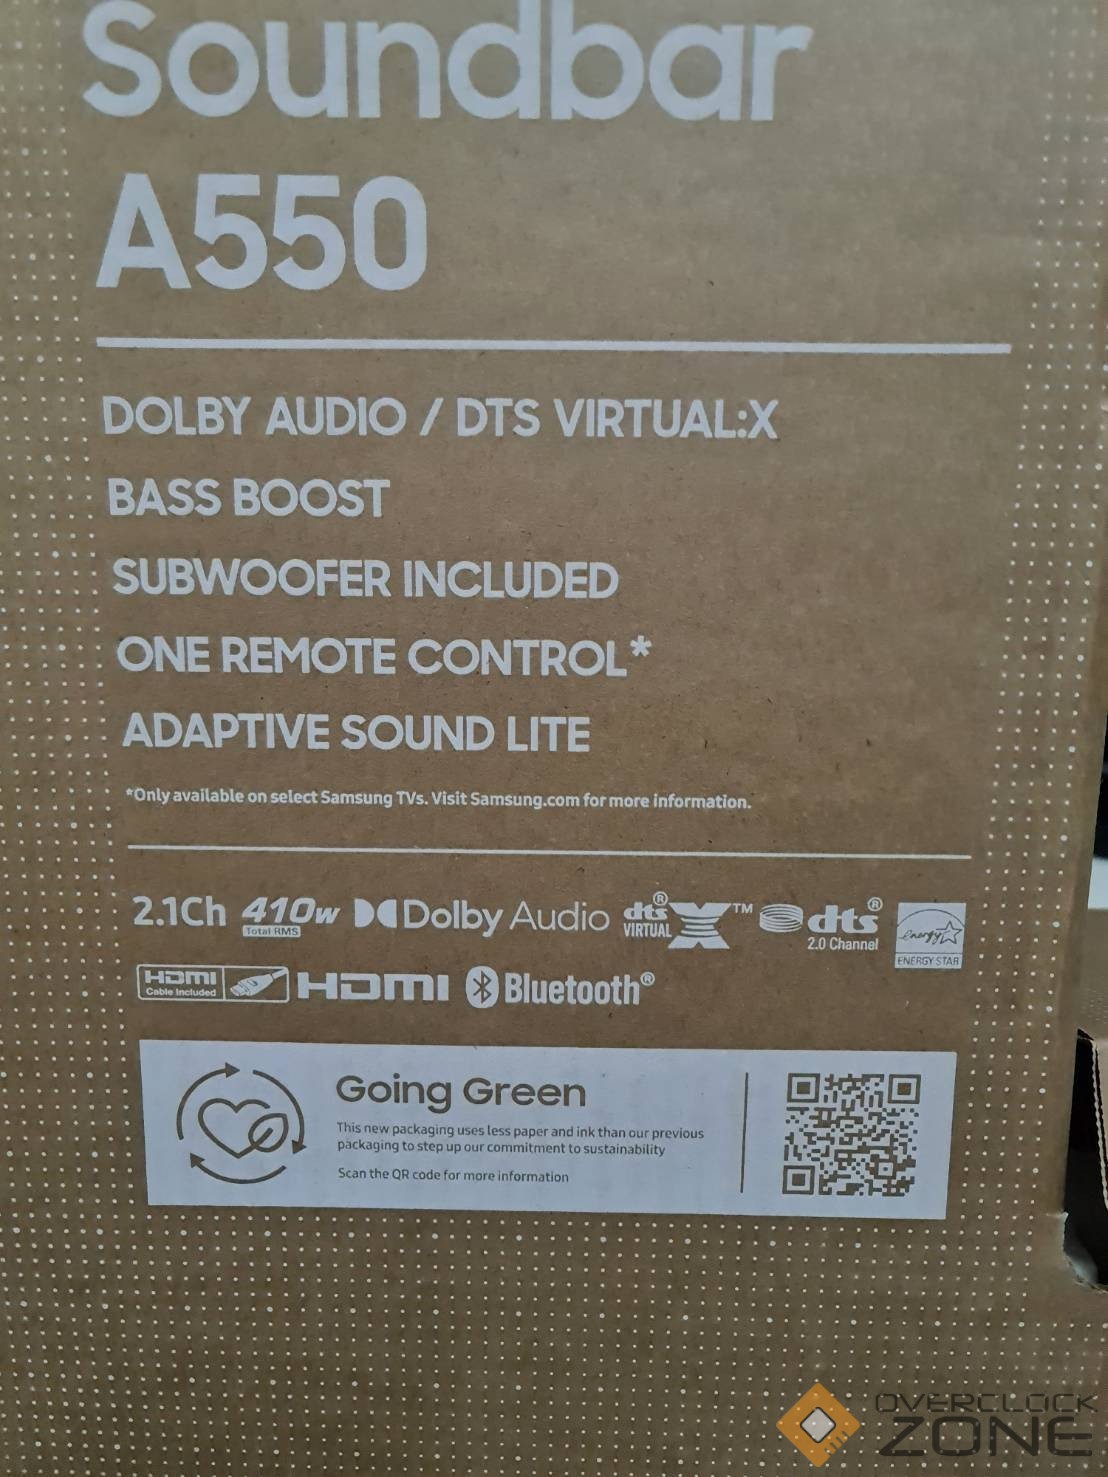 Soundbar
A550
DOLBY AUDIO / DTS VIRTUAL:X
BASS BOOST
SUBWOOFER INCLUDED
ONE REMOTE CONTROL*
ADAPTIVE SOUND LITE
*Only available on select Samsung TVs. Visit Samsung.com for more information.
2.1Ch 410W Total RMS Dolby Audio dts® VIRTUAL X™ dts® 2.0 Channel energy ENERGY STAR
HDMI Cable Included HDMI Bluetooth®
Going Green
This new packaging uses less paper and ink than our previous
packaging to step up our commitment to sustainability
Scan the QR code for more information
OVERCLOCK
ZONE